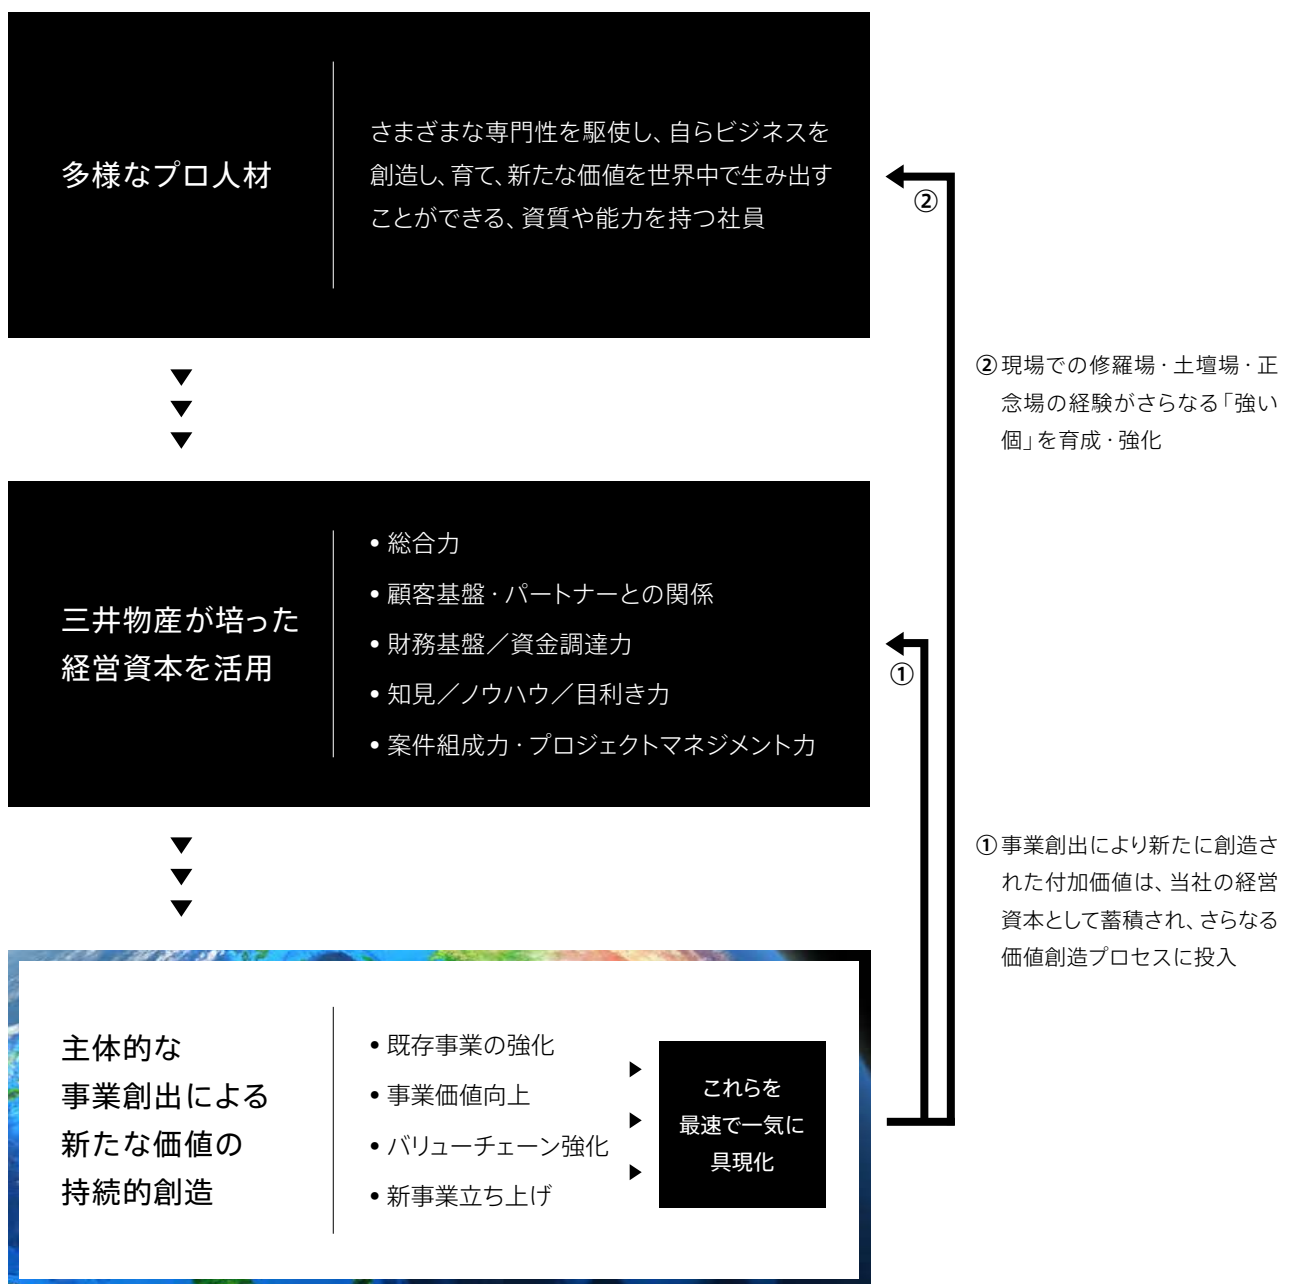 多様なプロ人材
さまざまな専門性を駆使し、自らビジネスを
創造し、育て、新たな価値を世界中で生み出す
ことができる、資質や能力を持つ社員
②
②現場での修羅場・土壇場・正
念場の経験がさらなる「強い
個」を育成・強化
三井物産が培った
経営資本を活用
•総合力
•顧客基盤・パートナーとの関係
•財務基盤／資金調達力
•知見／ノウハウ／目利き力
•案件組成力・プロジェクトマネジメント力
①
①事業創出により新たに創造さ
れた付加価値は、当社の経営
資本として蓄積され、さらなる
価値創造プロセスに投入
主体的な
事業創出による
新たな価値の
持続的創造
•既存事業の強化
•事業価値向上
•バリューチェーン強化
•新事業立ち上げ
これらを
最速で一気に
具現化